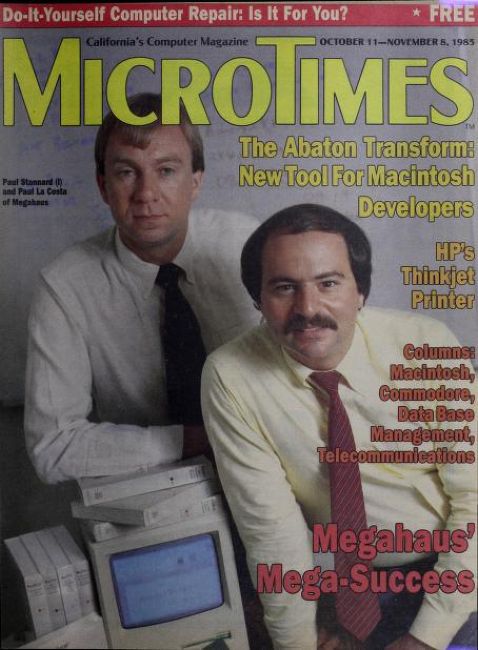 Do-It-Yourself Computer Repair: Is It For You?
★ FREE
California's Computer Magazine
OCTOBER 11—NOVEMBER 8, 1985
MICROTIMES
TM
The Abaton Transform:
New Tool For Macintosh
Developers
Paul Stannard (l)
and Paul La Costa
of Megahaus
HP's
Thinkjet
Printer
Columns:
Macintosh,
Commodore,
Data Base
Management,
Telecommunications
Megahaus'
Mega-Success